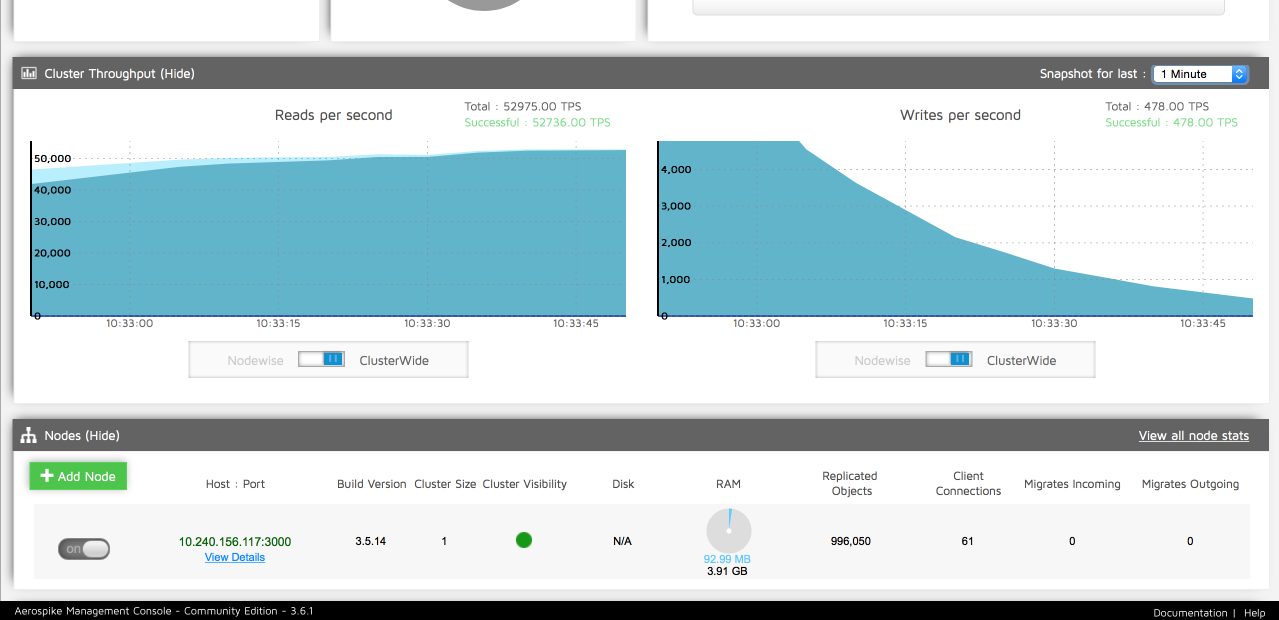 Cluster Throughput (Hide)
Snapshot for last : 1 Minute
Reads per second
Total : 52975.00 TPS
Successful : 52736.00 TPS
50,000
40,000
30,000
20,000
10,000
0
10:33:00 10:33:15 10:33:30 10:33:45
Nodewise ClusterWide
Writes per second
Total : 478.00 TPS
Successful : 478.00 TPS
4,000
3,000
2,000
1,000
0
10:33:00 10:33:15 10:33:30 10:33:45
Nodewise ClusterWide
Nodes (Hide)
View all node stats
+ Add Node
Host : Port
Build Version
Cluster Size
Cluster Visibility
Disk
RAM
Replicated
Objects
Client
Connections
Migrates Incoming
Migrates Outgoing
on
10.240.156.117:3000
View Details
3.5.14
1
N/A
92.99 MB
3.91 GB
996,050
61
0
0
Aerospike Management Console - Community Edition - 3.6.1
Documentation | Help